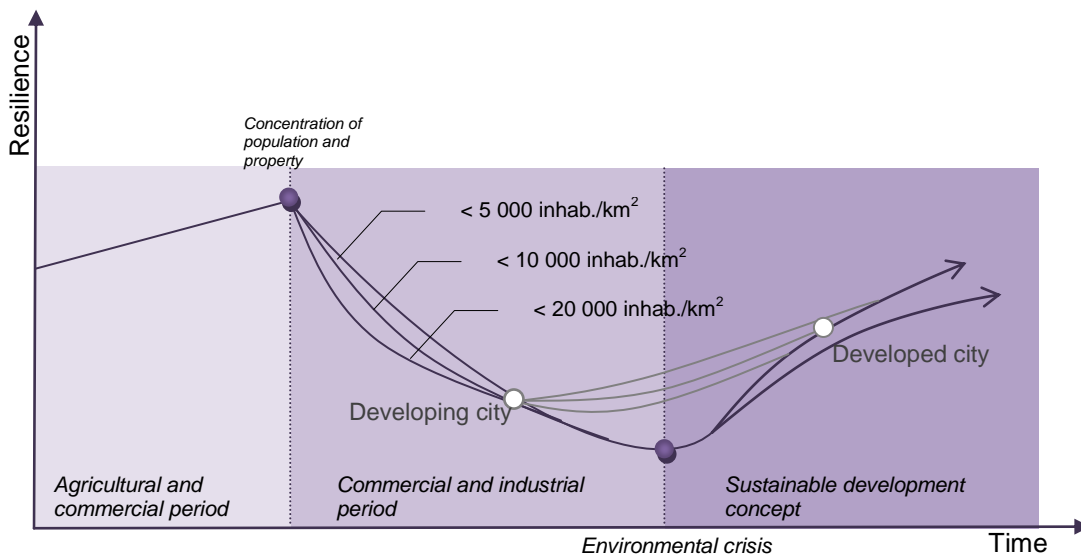 Resilience
Concentration of
population and
property
< 5 000 inhab./km²
< 10 000 inhab./km²
< 20 000 inhab./km²
Developing city
Developed city
Agricultural and
commercial period
Commercial and industrial
period
Sustainable development
concept
Environmental crisis
Time